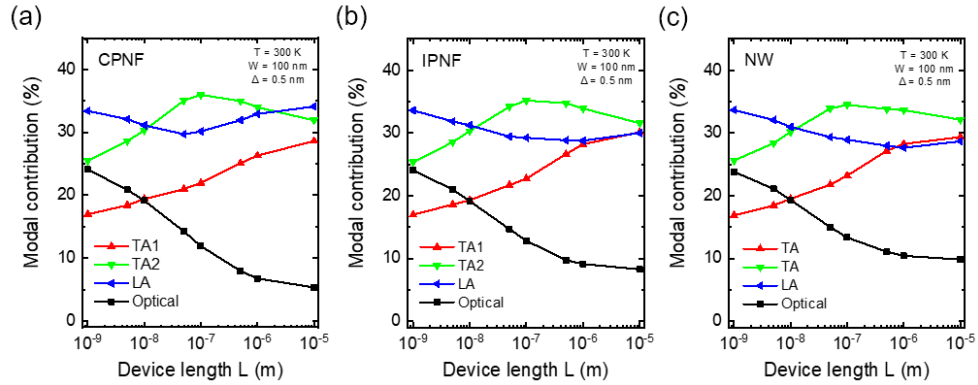 (a)
CPNF
T = 300 K
W = 100 nm
Δ = 0.5 nm
Modal contribution (%)
40
30
20
10
0
TA1
TA2
LA
Optical
10⁻⁹
10⁻⁸
10⁻⁷
10⁻⁶
10⁻⁵
Device length L (m)
(b)
IPNF
T = 300 K
W = 100 nm
Δ = 0.5 nm
Modal contribution (%)
40
30
20
10
0
TA1
TA2
LA
Optical
10⁻⁹
10⁻⁸
10⁻⁷
10⁻⁶
10⁻⁵
Device length L (m)
(c)
NW
T = 300 K
W = 100 nm
Δ = 0.5 nm
Modal contribution (%)
40
30
20
10
0
TA
TA
LA
Optical
10⁻⁹
10⁻⁸
10⁻⁷
10⁻⁶
10⁻⁵
Device length L (m)